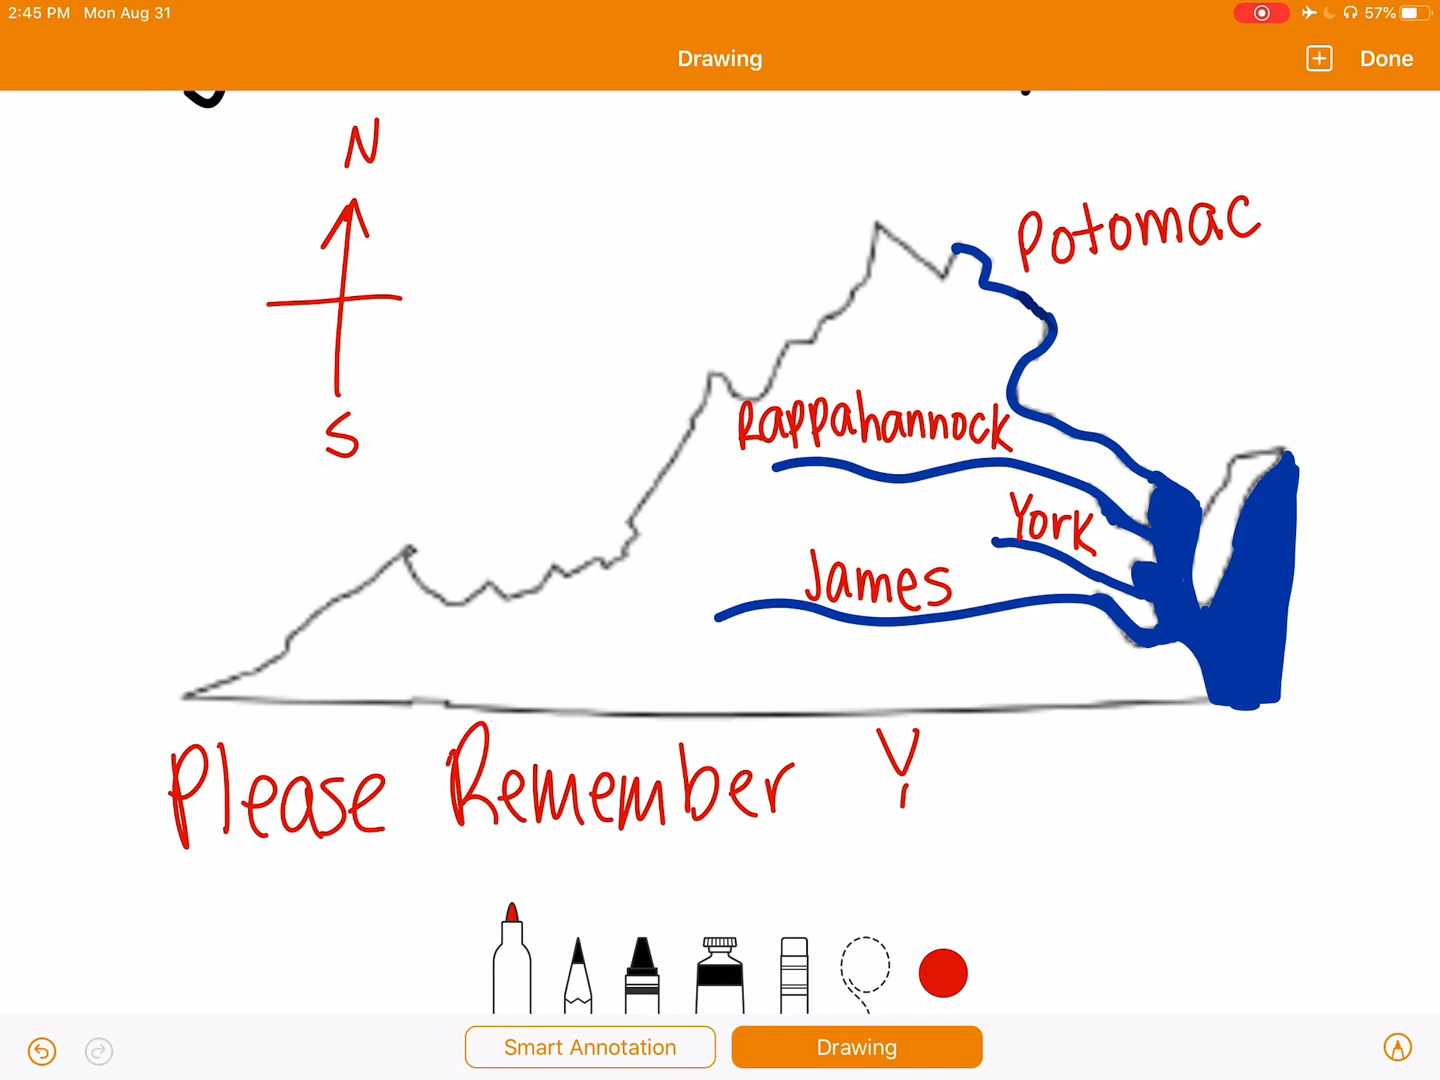 2:45 PM Mon Aug 31
57%
Drawing
Done
N
Potomac
S
Rappahannock
York
James
Please Remember Y
Smart Annotation
Drawing